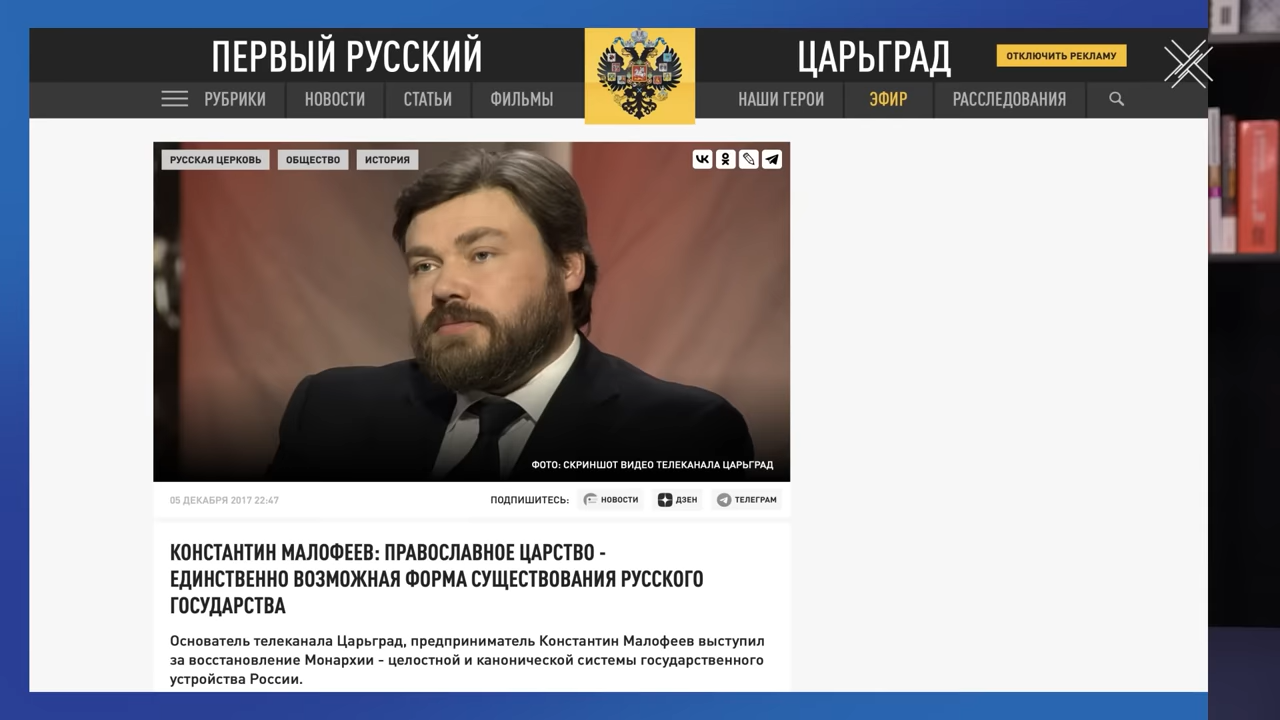 ПЕРВЫЙ РУССКИЙ
ЦАРЬГРАД
ОТКЛЮЧИТЬ РЕКЛАМУ
РУБРИКИ
НОВОСТИ
СТАТЬИ
ФИЛЬМЫ
НАШИ ГЕРОИ
ЭФИР
РАССЛЕДОВАНИЯ
РУССКАЯ ЦЕРКОВЬ
ОБЩЕСТВО
ИСТОРИЯ
ФОТО: СКРИНШОТ ВИДЕО ТЕЛЕКАНАЛА ЦАРЬГРАД
05 ДЕКАБРЯ 2017 22:47
ПОДПИШИТЕСЬ:
НОВОСТИ
ДЗЕН
ТЕЛЕГРАМ
КОНСТАНТИН МАЛОФЕЕВ: ПРАВОСЛАВНОЕ ЦАРСТВО -
ЕДИНСТВЕННО ВОЗМОЖНАЯ ФОРМА СУЩЕСТВОВАНИЯ РУССКОГО
ГОСУДАРСТВА
Основатель телеканала Царьград, предприниматель Константин Малофеев выступил
за восстановление Монархии - целостной и канонической системы государственного
устройства России.